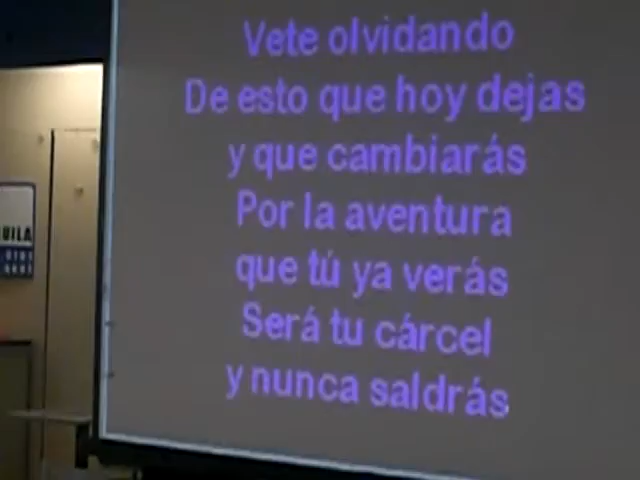 Vete olvidando
De esto que hoy dejas
y que cambiarás
Por la aventura
que tú ya verás
Será tu cárcel
y nunca saldrás
UILA